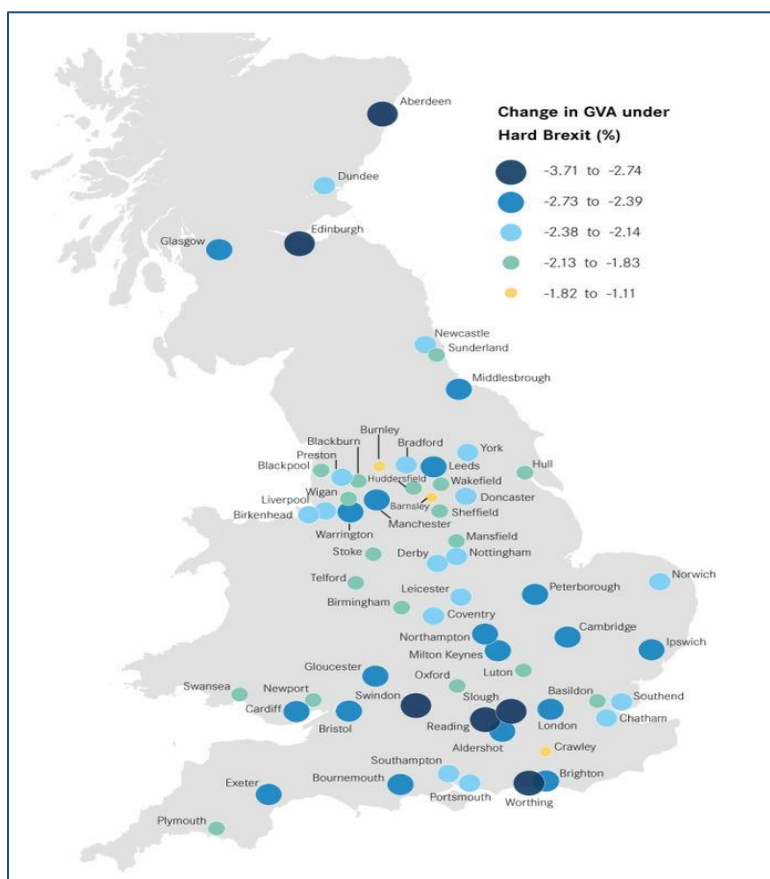 Aberdeen
Change in GVA under
Hard Brexit (%)
-3.71 to -2.74
-2.73 to -2.39
-2.38 to -2.14
-2.13 to -1.83
-1.82 to -1.11
Dundee
Edinburgh
Glasgow
Newcastle
Sunderland
Middlesbrough
Burnley
Blackburn
Bradford
York
Preston
Blackpool
Leeds
Hull
Huddersfield
Wakefield
Wigan
Liverpool
Barnsley
Doncaster
Birkenhead
Sheffield
Manchester
Warrington
Mansfield
Stoke
Derby
Nottingham
Telford
Leicester
Peterborough
Norwich
Birmingham
Coventry
Northampton
Cambridge
Milton Keynes
Ipswich
Gloucester
Oxford
Luton
Swansea
Newport
Swindon
Slough
Basildon
Southend
Cardiff
Bristol
Reading
London
Chatham
Aldershot
Crawley
Southampton
Exeter
Bournemouth
Brighton
Portsmouth
Worthing
Plymouth